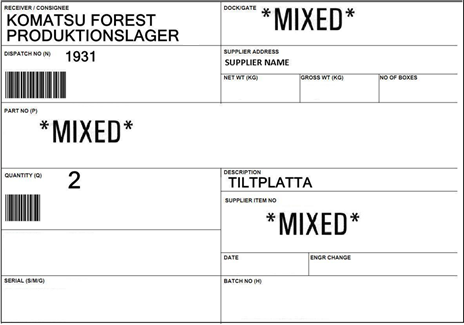 RECEIVER / CONSIGNEE
KOMATSU FOREST
PRODUKTIONSLAGER
DOCK/GATE
*MIXED*
DISPATCH NO (N)
1931
SUPPLIER ADDRESS
SUPPLIER NAME
NET WT (KG)
GROSS WT (KG)
NO OF BOXES
PART NO (P)
*MIXED*
QUANTITY (Q)
2
DESCRIPTION
TILTPLATTA
SUPPLIER ITEM NO
*MIXED*
DATE
ENGR CHANGE
SERIAL (S/M/G)
BATCH NO (H)